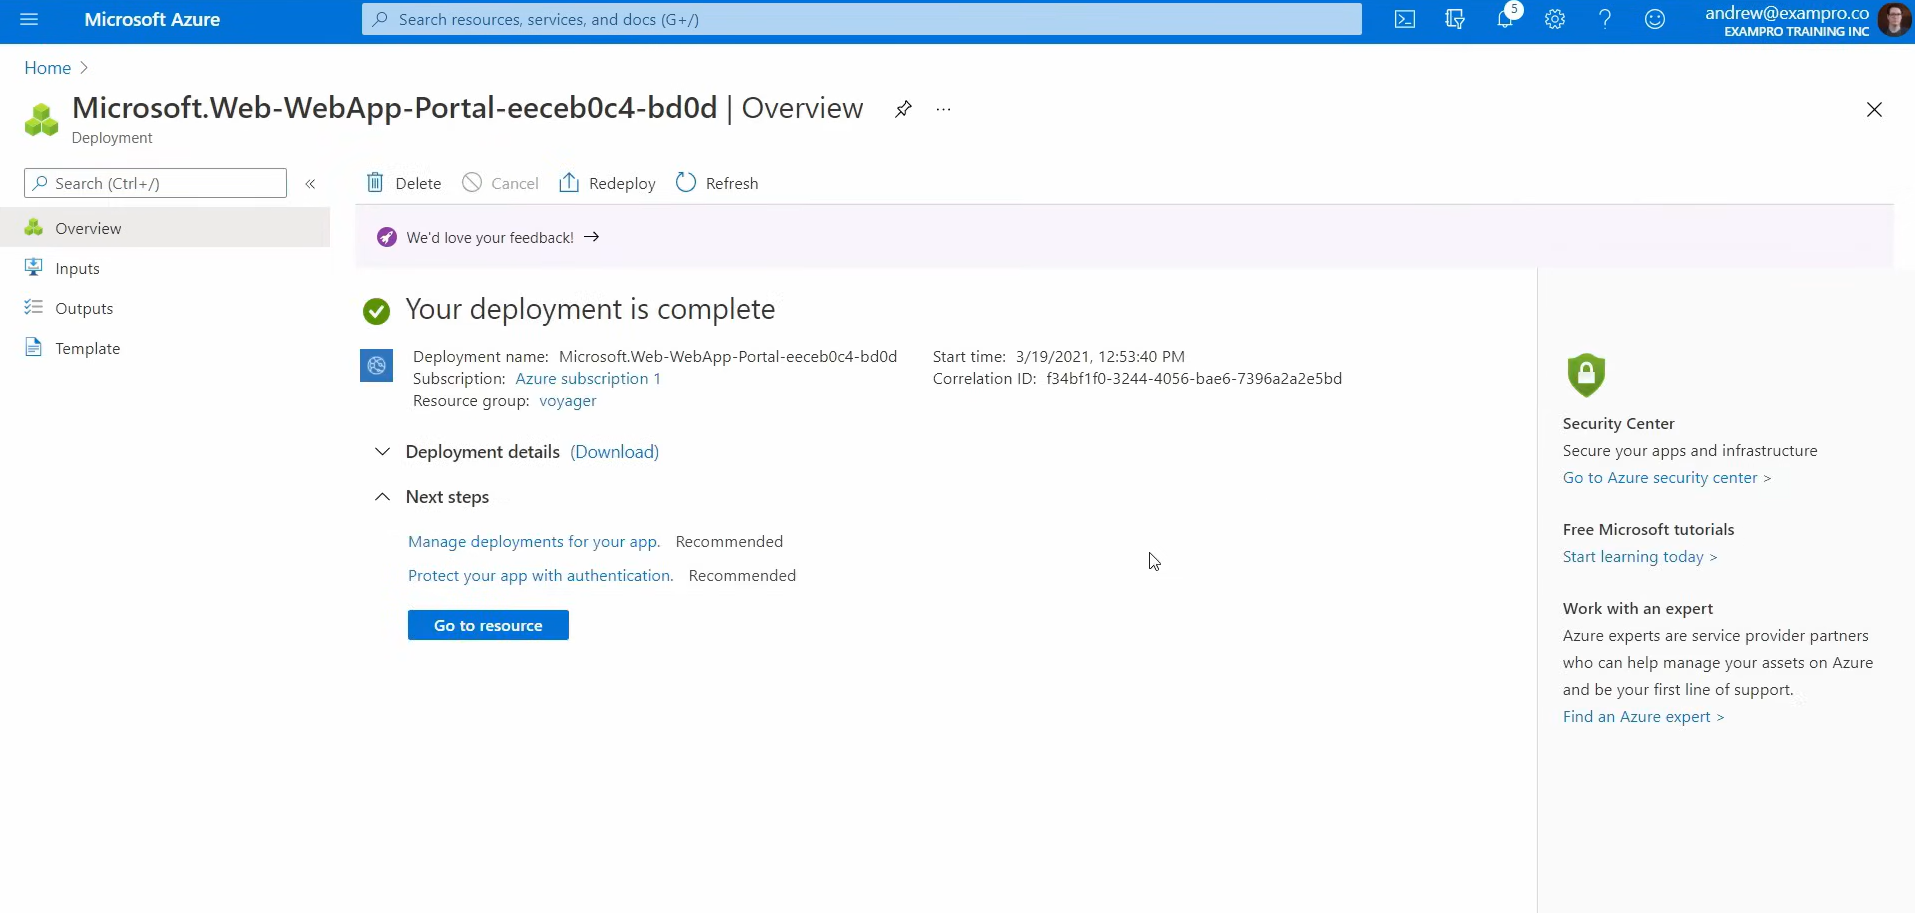 Microsoft Azure
Search resources, services, and docs (G+/)
5
andrew@exampro.co
EXAMPRO TRAINING INC
Home
Microsoft.Web-WebApp-Portal-eeceb0c4-bd0d | Overview
Deployment
Search (Ctrl+/)
Overview
Inputs
Outputs
Template
Delete
Cancel
Redeploy
Refresh
We'd love your feedback!
Your deployment is complete
Deployment name: Microsoft.Web-WebApp-Portal-eeceb0c4-bd0d
Subscription: Azure subscription 1
Resource group: voyager
Start time: 3/19/2021, 12:53:40 PM
Correlation ID: f34bf1f0-3244-4056-bae6-7396a2a2e5bd
Deployment details (Download)
Next steps
Manage deployments for your app. Recommended
Protect your app with authentication. Recommended
Go to resource
Security Center
Secure your apps and infrastructure
Go to Azure security center >
Free Microsoft tutorials
Start learning today >
Work with an expert
Azure experts are service provider partners
who can help manage your assets on Azure
and be your first line of support.
Find an Azure expert >